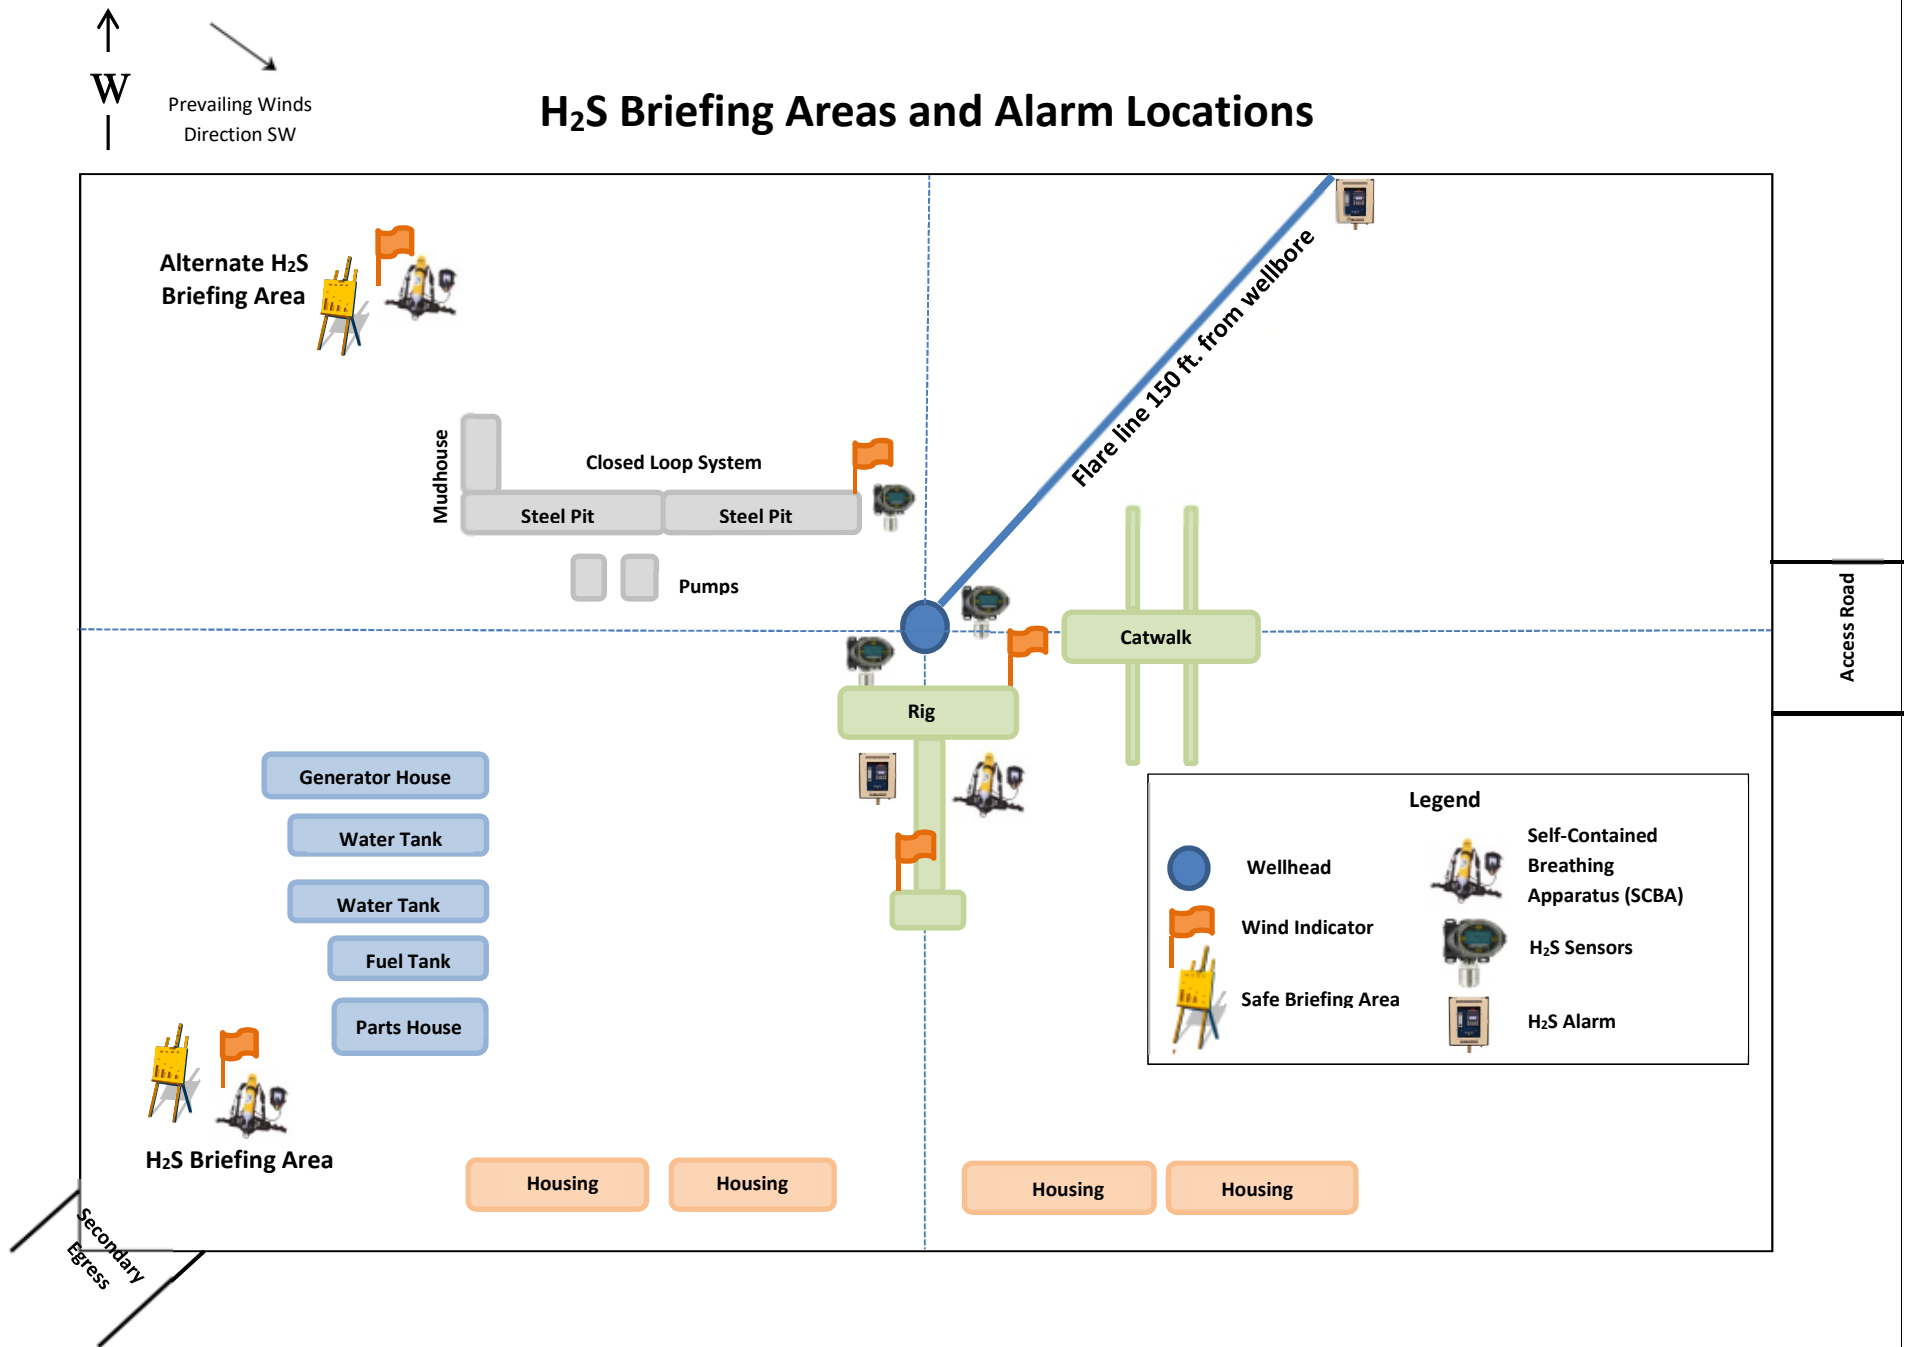 W
Prevailing Winds
Direction SW
H₂S Briefing Areas and Alarm Locations
Alternate H₂S
Briefing Area
Flare line 150 ft. from wellbore
Mudhouse
Closed Loop System
Steel Pit
Steel Pit
Pumps
Catwalk
Access Road
Rig
Generator House
Water Tank
Water Tank
Fuel Tank
Parts House
Legend
Wellhead
Wind Indicator
Safe Briefing Area
Self-Contained
Breathing
Apparatus (SCBA)
H₂S Sensors
H₂S Alarm
H₂S Briefing Area
Housing
Housing
Housing
Housing
Secondary
Egress